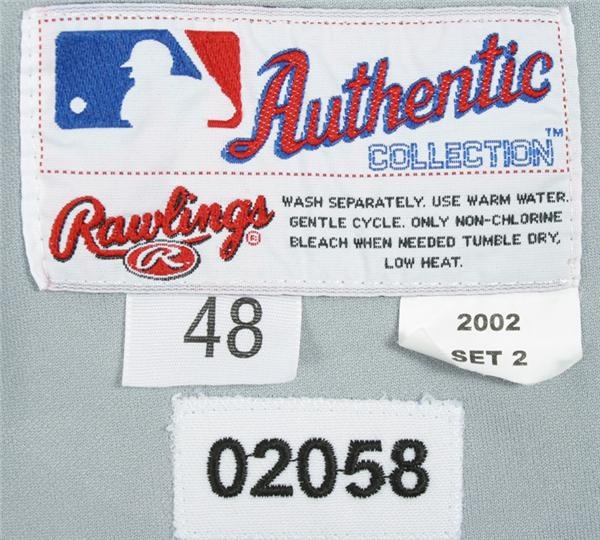 Authentic
COLLECTION™
Rawlings®
R
WASH SEPARATELY. USE WARM WATER.
GENTLE CYCLE. ONLY NON-CHLORINE
BLEACH WHEN NEEDED TUMBLE DRY,
LOW HEAT.
48
2002
SET 2
02058